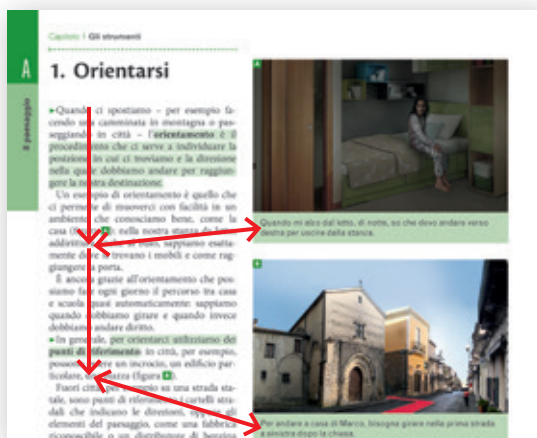 Capitolo 1 Gli strumenti
A
Il paesaggio
1. Orientarsi
Quando ci spostiamo – per esempio fa-
cendo una camminata in montagna o pas-
seggiando in città – l'orientamento è il
procedimento che ci serve a individuare la
posizione in cui ci troviamo e la direzione
nella quale dobbiamo andare per raggiun-
gere la nostra destinazione.
Un esempio di orientamento è quello che
ci permette di muoverci con facilità in un
ambiente che conosciamo bene, come la
casa (figura A): nella nostra stanza da letto,
addirittura al buio, sappiamo esatta-
mente dove si trovano i mobili e come rag-
giungere la porta.
È ancora grazie all'orientamento che pos-
siamo fare ogni giorno il percorso tra casa
e scuola quasi automaticamente: sappiamo
quando dobbiamo girare e quando invece
dobbiamo andare diritto.
In generale, per orientarci utilizziamo dei
punti di riferimento: in città, per esempio,
possono essere un incrocio, un edificio par-
ticolare, una piazza (figura B).
Fuori città, per esempio su una strada sta-
tale, sono punti di riferimento i cartelli stra-
dali che indicano le direzioni, oppure gli
elementi del paesaggio, come una fabbrica
riconoscibile o un distributore di benzina
A
Quando mi alzo dal letto, di notte, so che devo andare verso
destra per uscire dalla stanza.
B
Per andare a casa di Marco, bisogna girare nella prima strada
a sinistra dopo la chiesa.